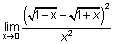 lim x→0 (√(1-x) - √(1+x))² / x²